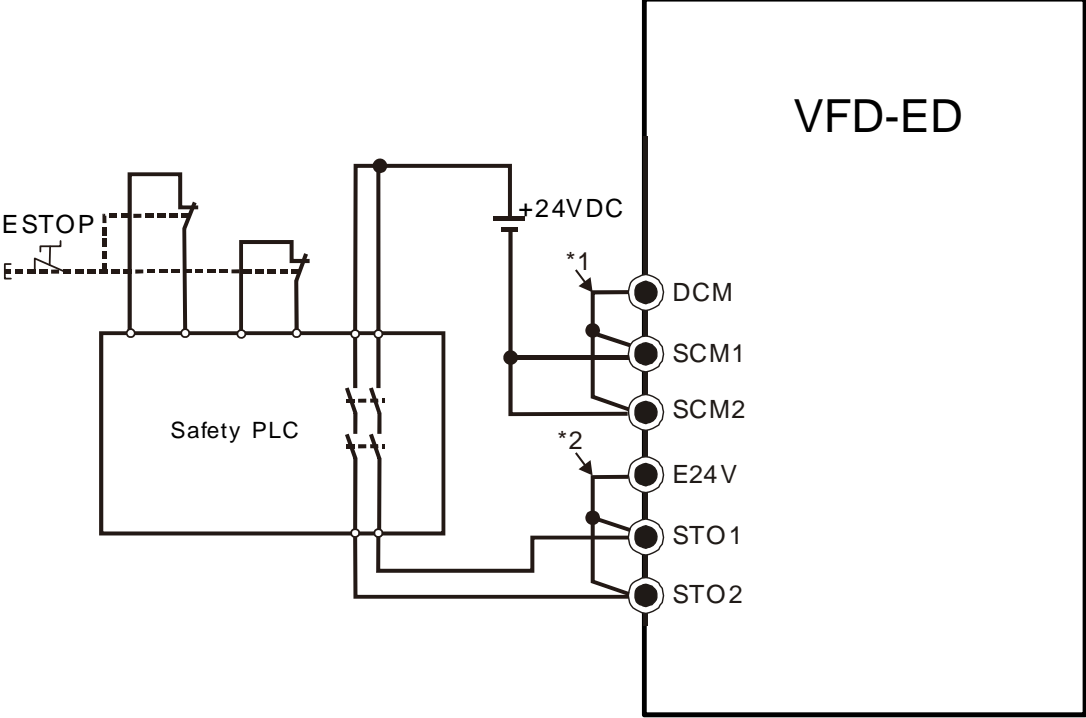 VFD-ED
ESTOP
+24VDC
*1
DCM
SCM1
SCM2
Safety PLC
*2
E24V
STO1
STO2